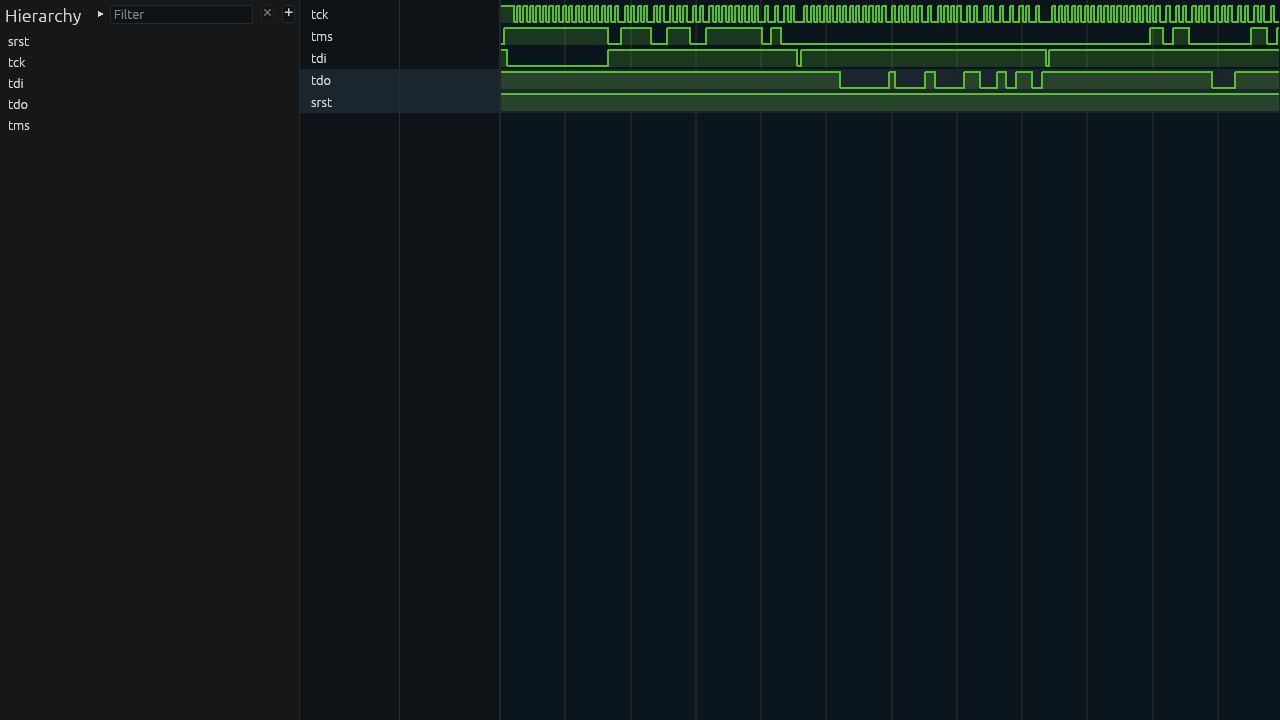 Hierarchy
Filter
× +
srst
tck
tdi
tdo
tms
tck
tms
tdi
tdo
srst